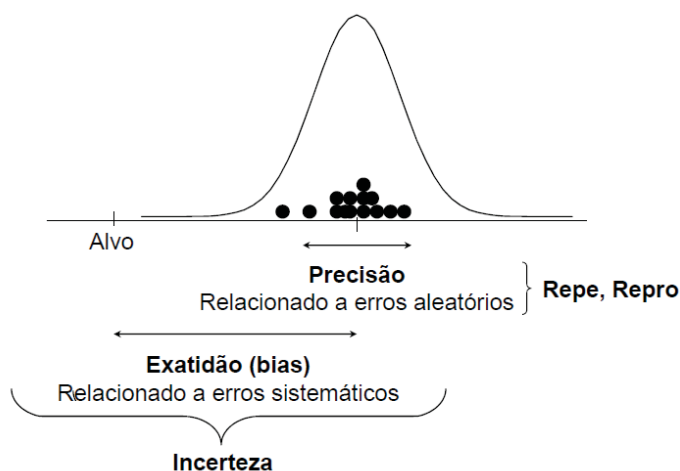 Alvo
Precisão
Relacionado a erros aleatórios
Repe, Repro
Exatidão (bias)
Relacionado a erros sistemáticos
Incerteza